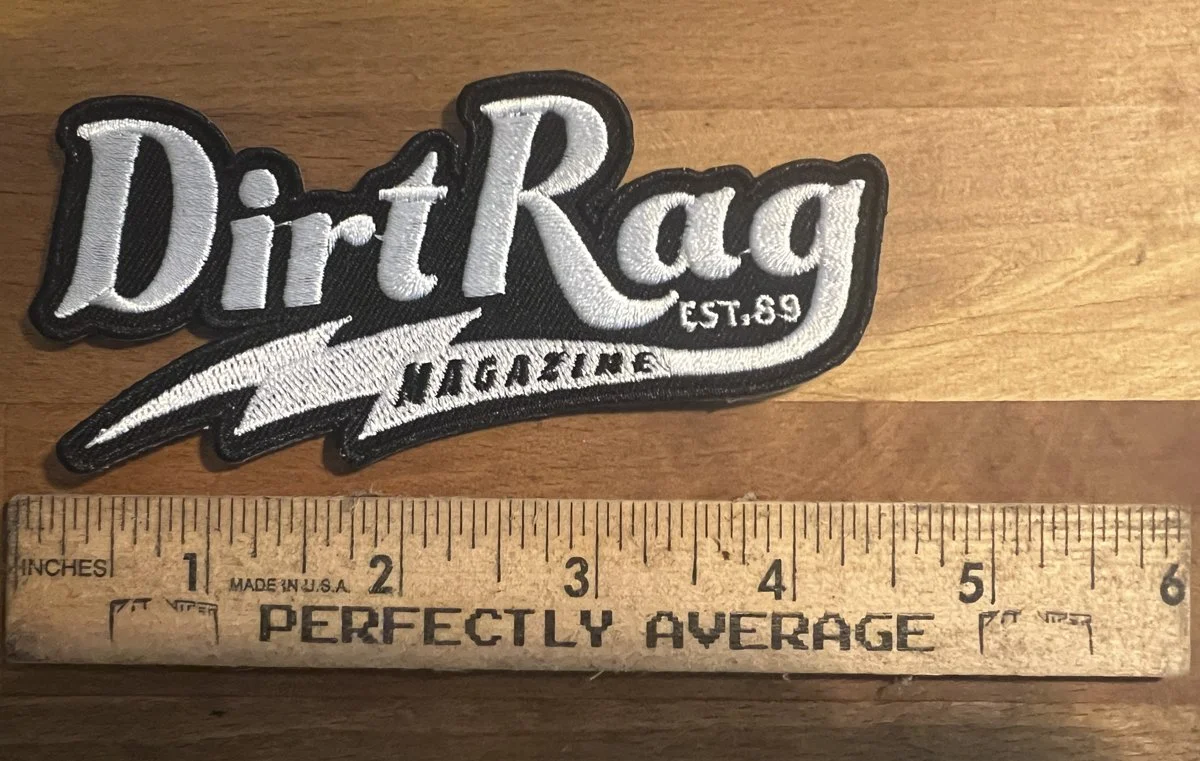 Dirt Rag
EST. 89
MAGAZINE
INCHES 1 2 3 4 5 6
MADE IN U.S.A.
PERFECTLY AVERAGE